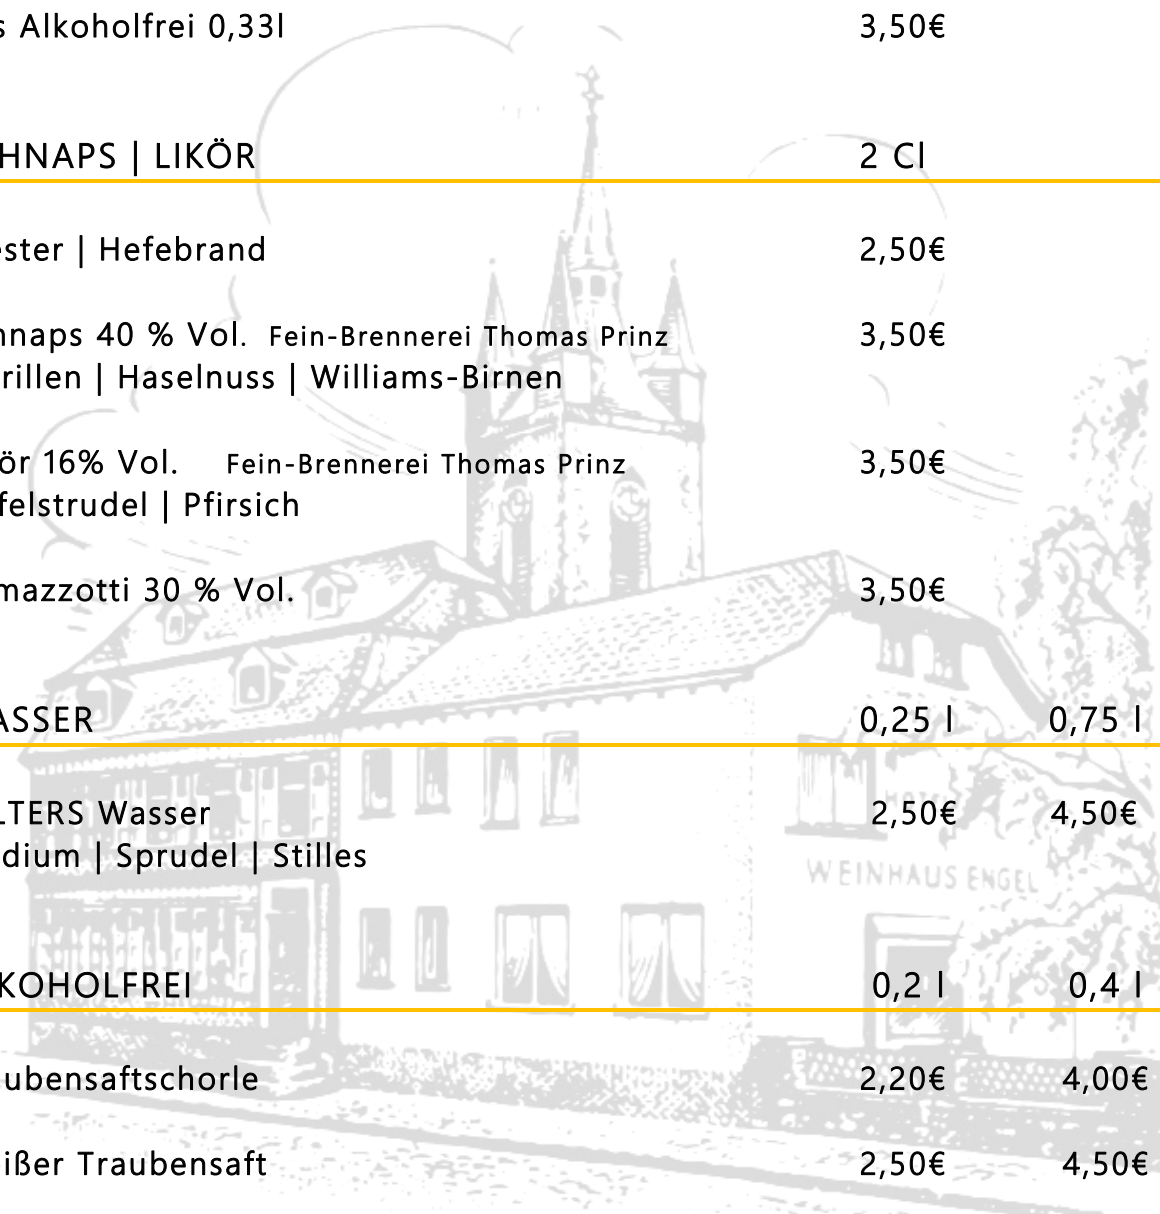 s Alkoholfrei 0,33l 3,50€
HNAPS | LIKÖR 2 Cl
ester | Hefebrand 2,50€
hnaps 40 % Vol. Fein-Brennerei Thomas Prinz 3,50€
rillen | Haselnuss | Williams-Birnen
ör 16% Vol. Fein-Brennerei Thomas Prinz 3,50€
felstrudel | Pfirsich
mazzotti 30 % Vol. 3,50€
ASSER 0,25 l 0,75 l
LTERS Wasser 2,50€ 4,50€
dium | Sprudel | Stilles
WEINHAUS ENGEL
KOHOLFREI 0,2 l 0,4 l
ubensaftschorle 2,20€ 4,00€
ißer Traubensaft 2,50€ 4,50€